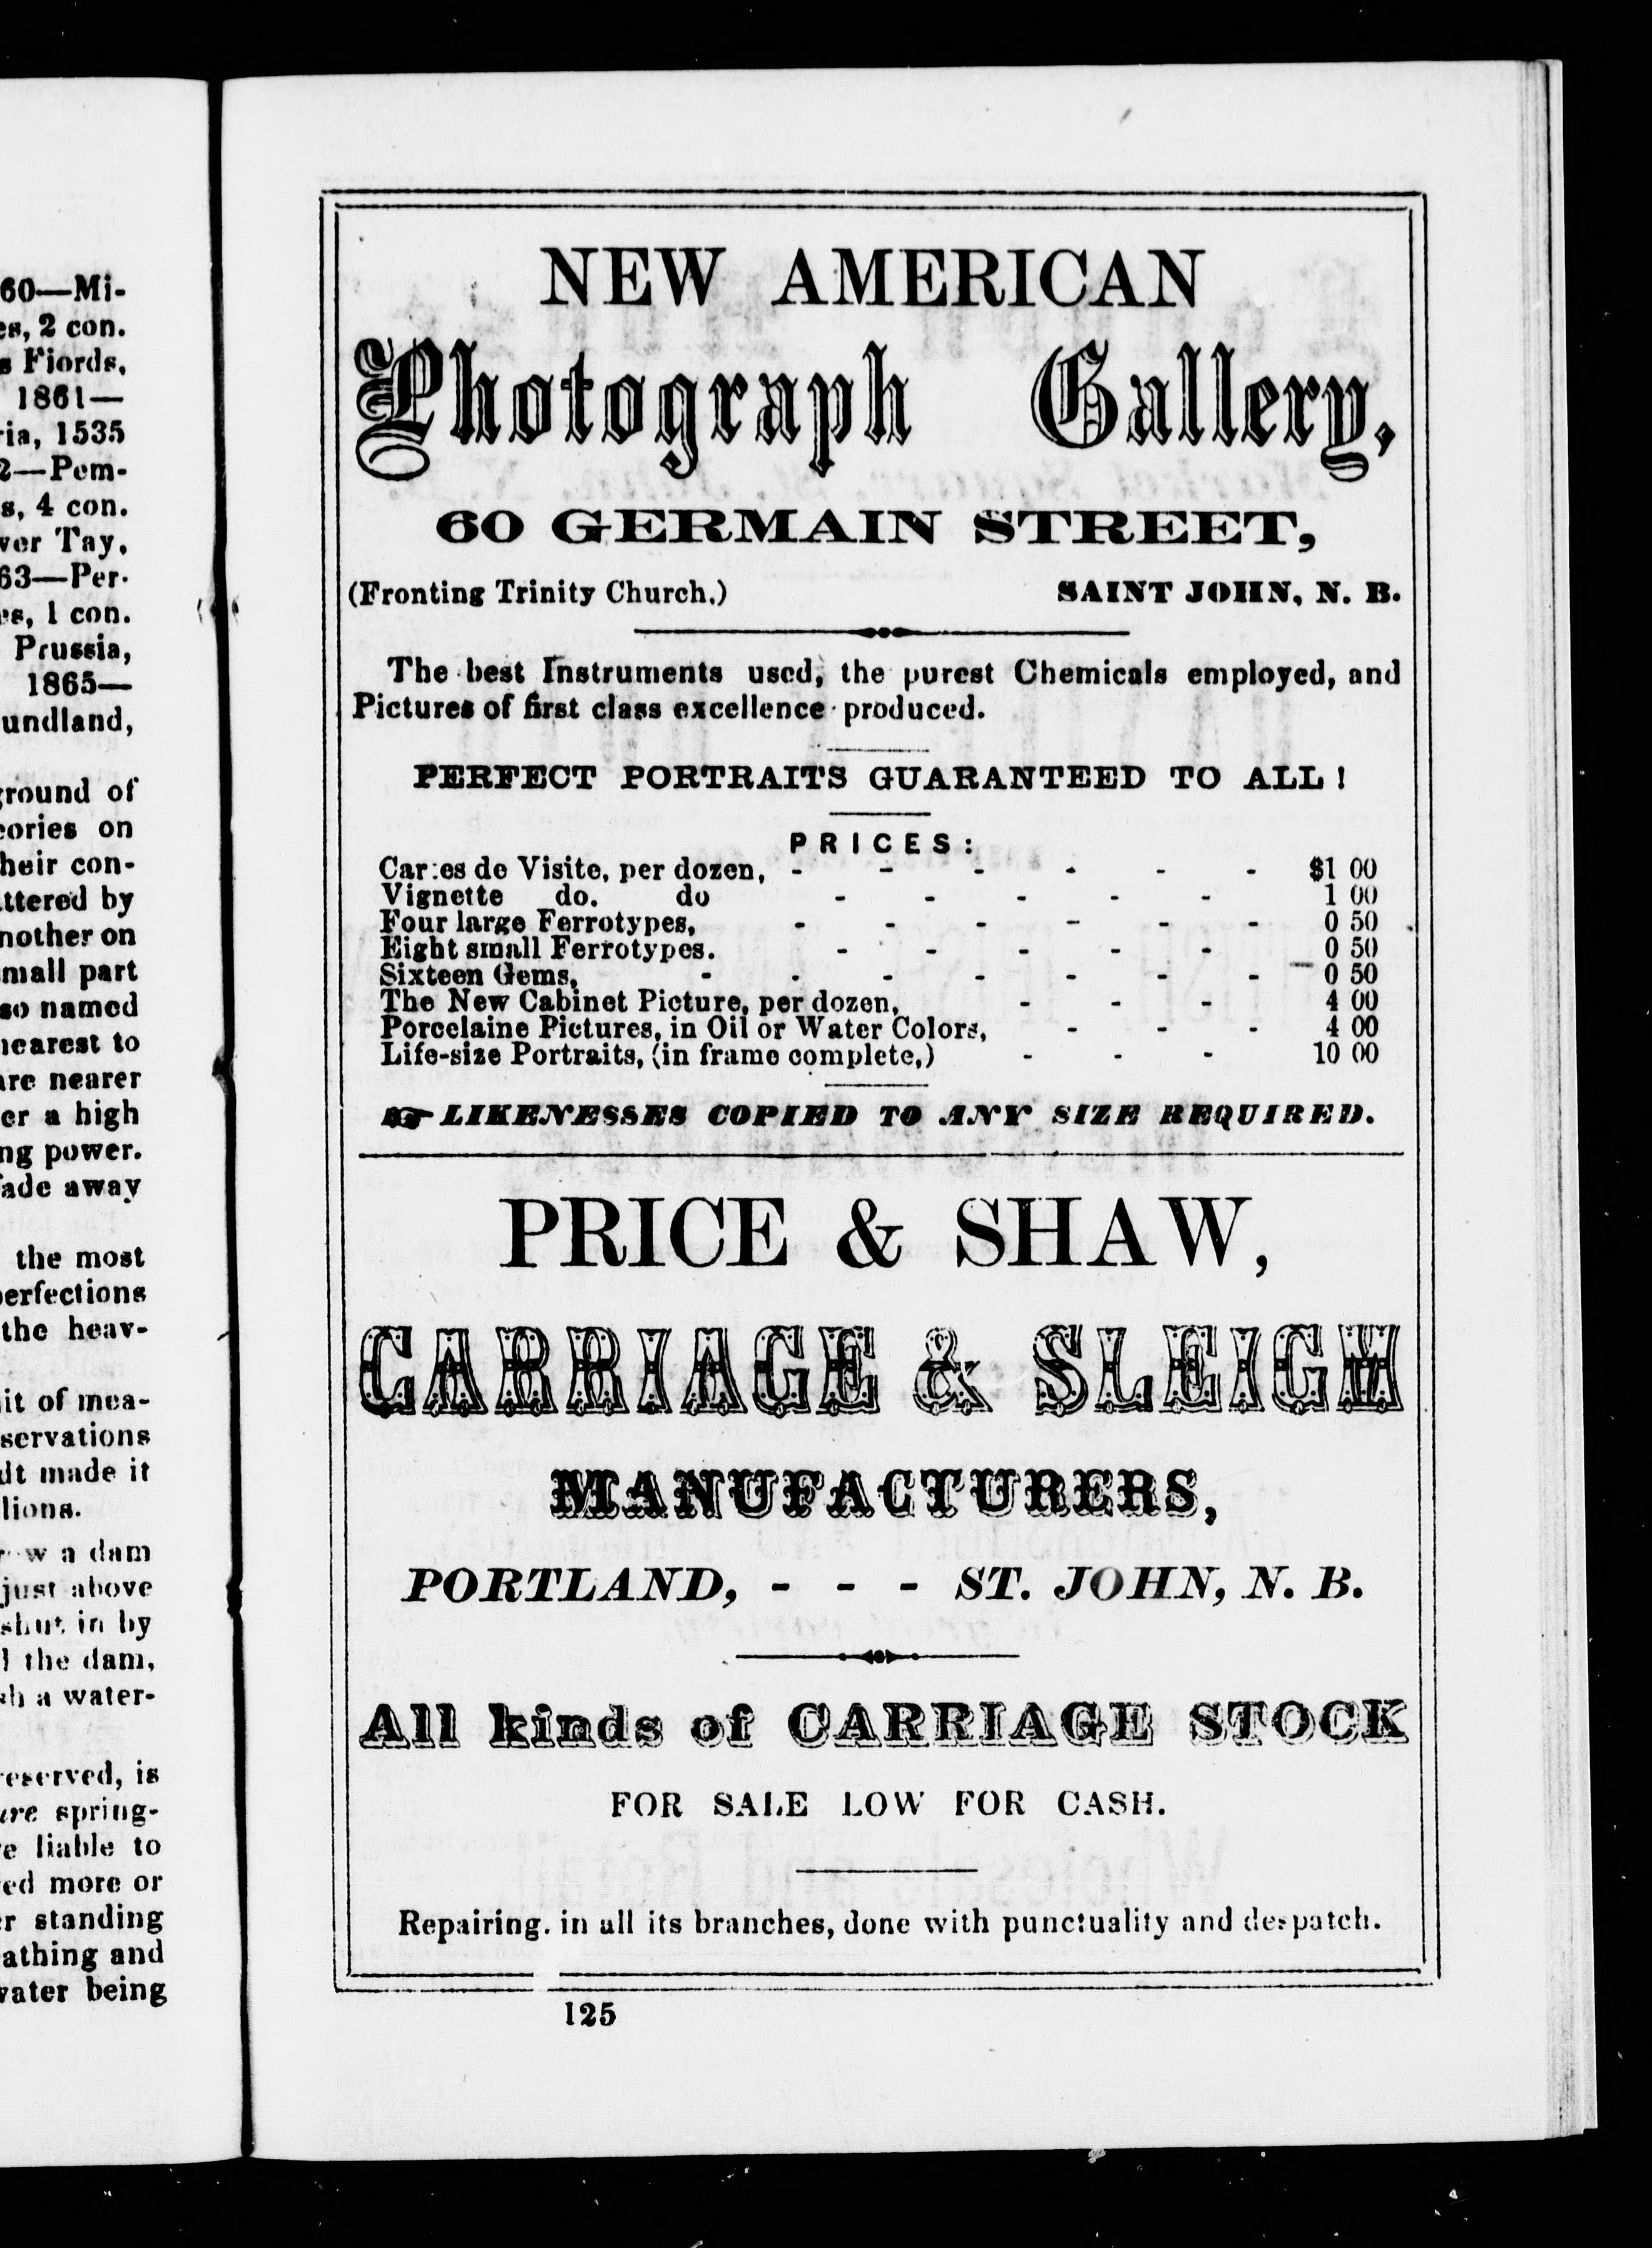 60—Mi-
es, 2 con.
s Fiords,
1861—
ria, 1535
2—Pem-
s, 4 con.
ver Tay,
63—Per-
es, 1 con.
Prussia,
1865—
undland,
ground of
eories on
heir con-
ttered by
nother on
small part
so named
nearest to
are nearer
er a high
ng power.
fade away
the most
perfections
the heav-
it of mea-
servations
dt made it
lions.
w a dam
just above
shut in by
l the dam,
sh a water-
reserved, is
ure spring-
e liable to
ed more or
er standing
athing and
water being
NEW AMERICAN
Photograph Gallery,
60 GERMAIN STREET,
(Fronting Trinity Church.) SAINT JOHN, N. B.
The best Instruments used, the purest Chemicals employed, and
Pictures of first class excellence produced.
PERFECT PORTRAITS GUARANTEED TO ALL!
PRICES:
Cartes de Visite, per dozen, - - - - - - $1 00
Vignette do. do - - - - - 1 00
Four large Ferrotypes, - - - - - - 0 50
Eight small Ferrotypes. - - - - - 0 50
Sixteen Gems, - - - - - - - 0 50
The New Cabinet Picture, per dozen, - - - 4 00
Porcelaine Pictures, in Oil or Water Colors, - - - 4 00
Life-size Portraits, (in frame complete,) - - - 10 00
☞ LIKENESSES COPIED TO ANY SIZE REQUIRED.
PRICE & SHAW,
CARRIAGE & SLEIGH
MANUFACTURERS,
PORTLAND, - - - ST. JOHN, N. B.
All kinds of CARRIAGE STOCK
FOR SALE LOW FOR CASH.
Repairing. in all its branches, done with punctuality and despatch.
125